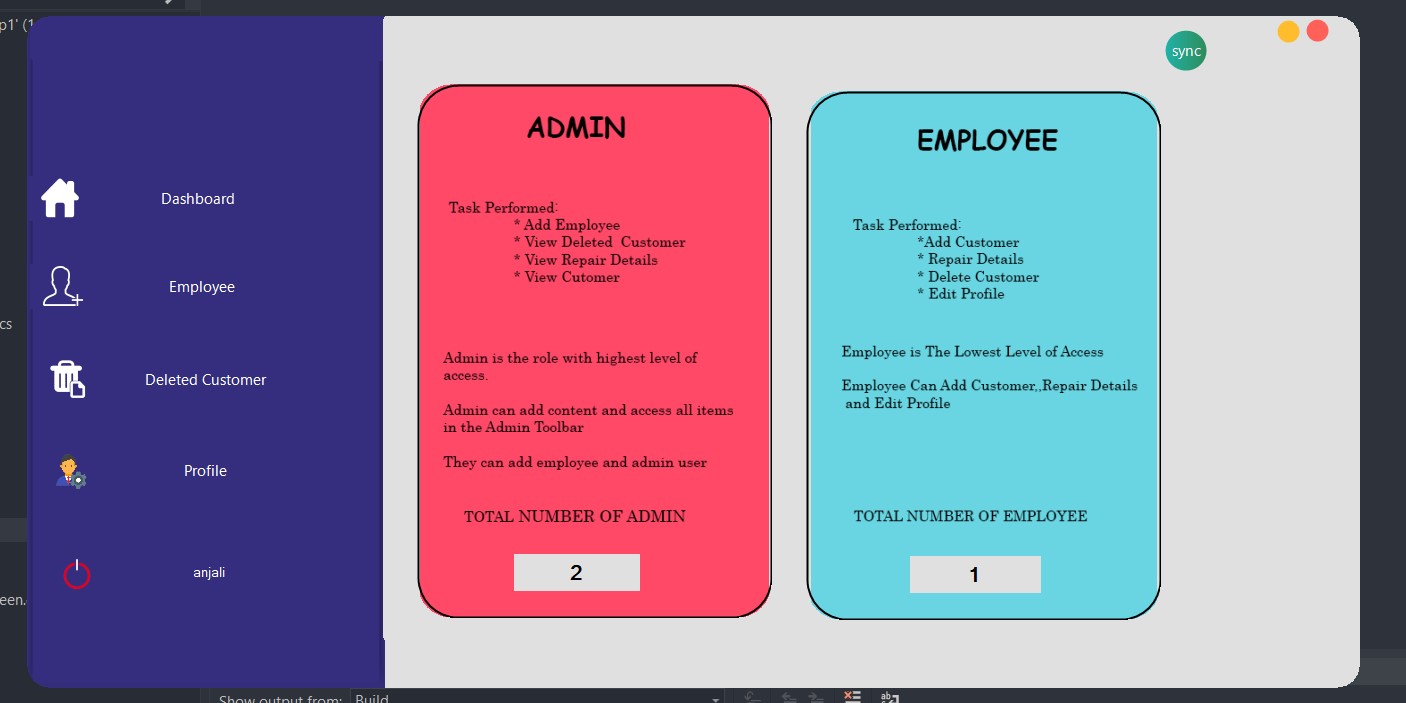 p1' (1
cs
een.
Dashboard
Employee
Deleted Customer
Profile
anjali
sync
ADMIN
Task Performed:
* Add Employee
* View Deleted Customer
* View Repair Details
* View Cutomer
Admin is the role with highest level of
access.
Admin can add content and access all items
in the Admin Toolbar
They can add employee and admin user
TOTAL NUMBER OF ADMIN
2
EMPLOYEE
Task Performed:
*Add Customer
* Repair Details
* Delete Customer
* Edit Profile
Employee is The Lowest Level of Access
Employee Can Add Customer,,Repair Details
and Edit Profile
TOTAL NUMBER OF EMPLOYEE
1
Show output from: Build